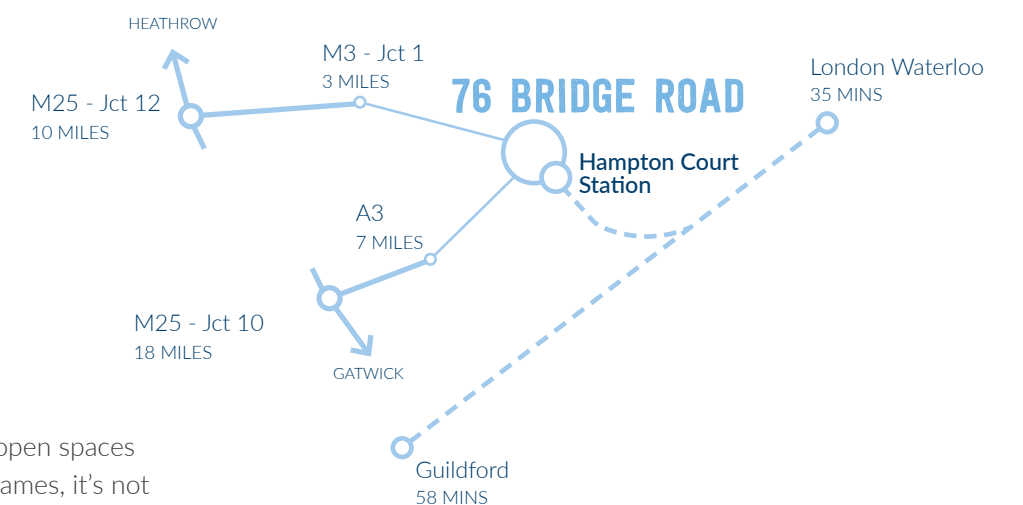 HEATHROW
M3 - Jct 1
3 MILES
London Waterloo
35 MINS
76 BRIDGE ROAD
M25 - Jct 12
10 MILES
Hampton Court
Station
A3
7 MILES
M25 - Jct 10
18 MILES
GATWICK
open spaces
ames, it’s not
Guildford
58 MINS